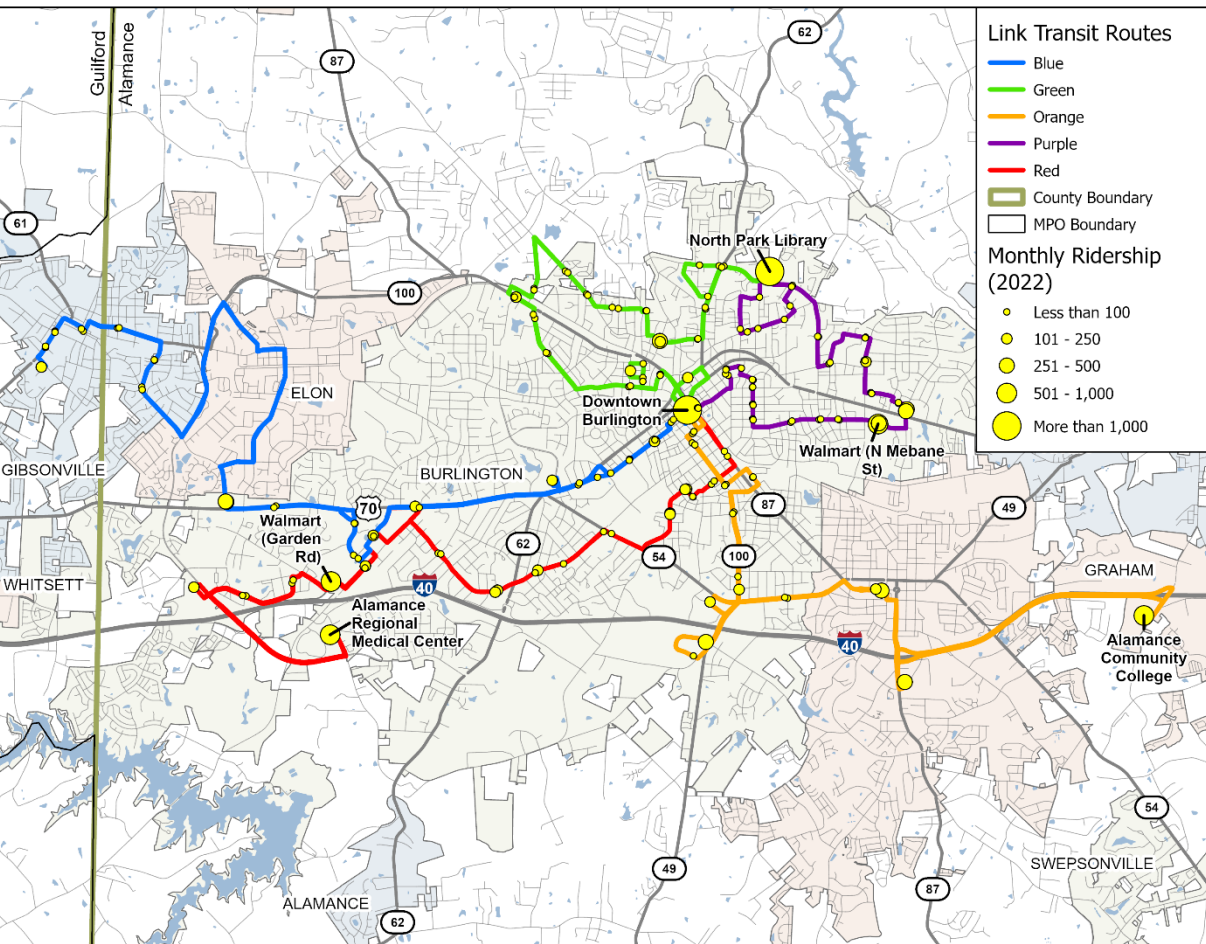 Link Transit Routes
Blue
Green
Orange
Purple
Red
County Boundary
MPO Boundary
Monthly Ridership
(2022)
Less than 100
101 - 250
251 - 500
501 - 1,000
More than 1,000
Guilford
Alamance
62
87
61
100
North Park Library
ELON
Downtown
Burlington
GIBSONVILLE
BURLINGTON
Walmart (N Mebane
St)
70
Walmart
(Garden
Rd)
87
49
62
54
100
WHITSETT
40
GRAHAM
Alamance
Regional
Medical Center
40
Alamance
Community
College
54
49
SWEPSONVILLE
87
ALAMANCE
62